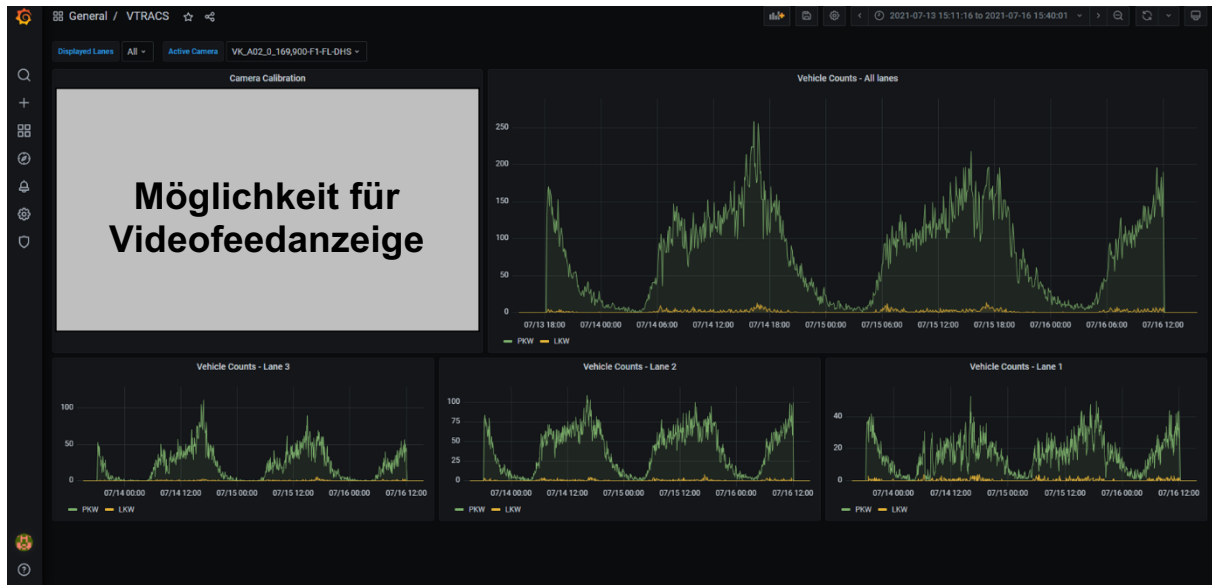 General / VTRACS
2021-07-13 15:11:16 to 2021-07-16 15:40:01
Displayed Lanes All Active Camera VK_A02_0_169,900-F1-FL-DHS
Camera Calibration
Möglichkeit für
Videofeedanzeige
Vehicle Counts - All lanes
250
200
150
100
50
0
07/13 18:00 07/14 00:00 07/14 06:00 07/14 12:00 07/14 18:00 07/15 00:00 07/15 06:00 07/15 12:00 07/15 18:00 07/16 00:00 07/16 06:00 07/16 12:00
PKW LKW
Vehicle Counts - Lane 3
100
50
0
07/14 00:00 07/14 12:00 07/15 00:00 07/15 12:00 07/16 00:00 07/16 12:00
PKW LKW
Vehicle Counts - Lane 2
100
75
50
25
0
07/14 00:00 07/14 12:00 07/15 00:00 07/15 12:00 07/16 00:00 07/16 12:00
PKW LKW
Vehicle Counts - Lane 1
40
20
0
07/14 00:00 07/14 12:00 07/15 00:00 07/15 12:00 07/16 00:00 07/16 12:00
PKW LKW